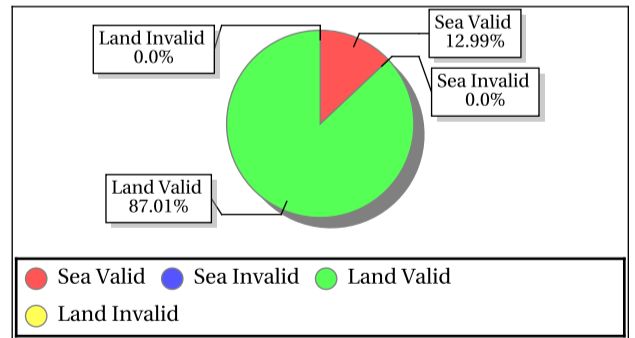 Land Invalid
0.0%
Sea Valid
12.99%
Sea Invalid
0.0%
Land Valid
87.01%
Sea Valid
Sea Invalid
Land Valid
Land Invalid